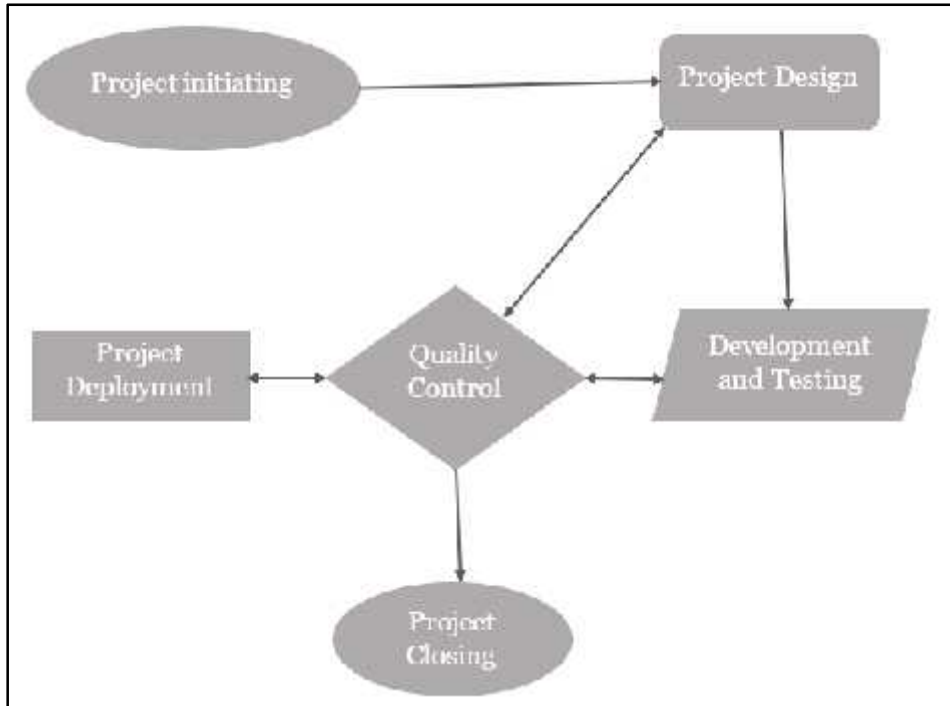 Project initiating
Project Design
Project
Deployment
Quality
Control
Development
and Testing
Project
Closing